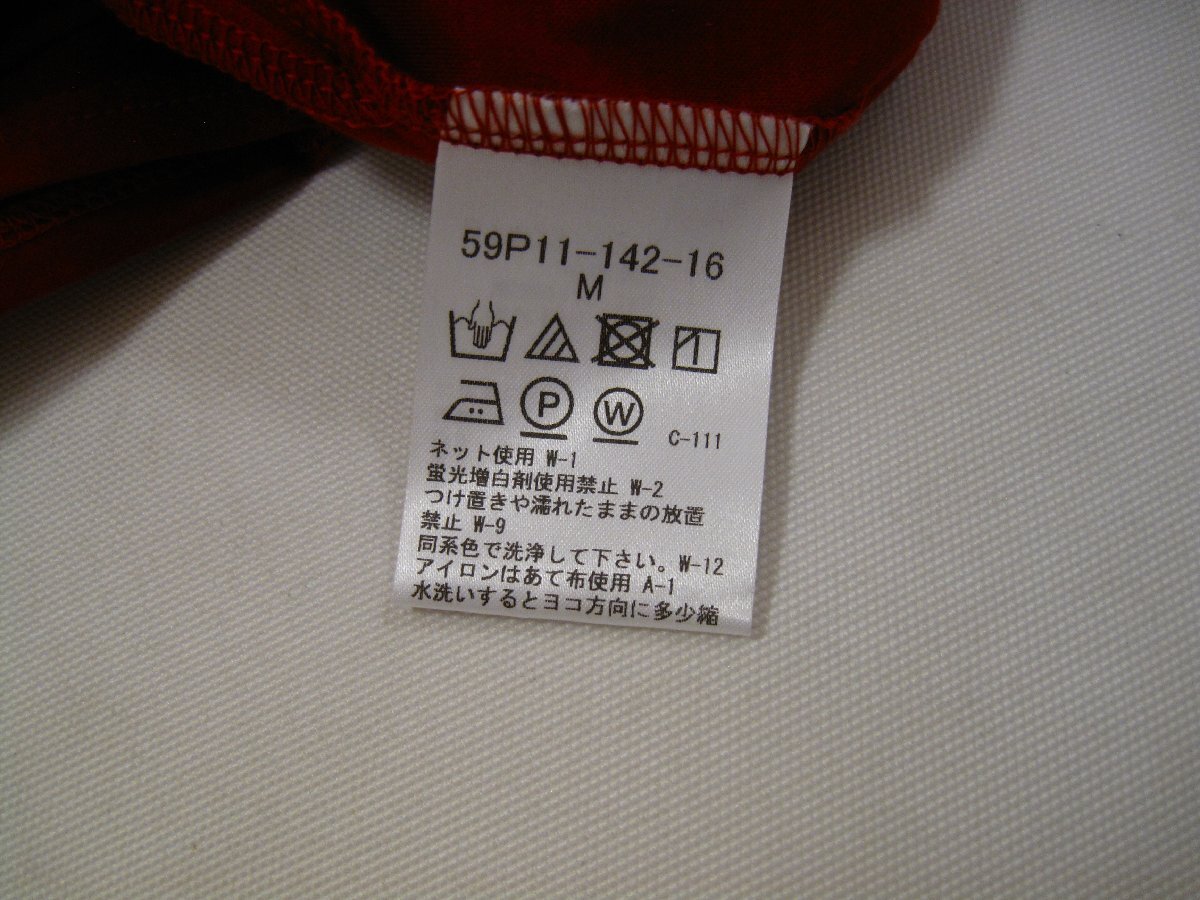 59P11-142-16
M
P W C-111
ネット使用 W-1
蛍光増白剤使用禁止 W-2
つけ置きや濡れたままの放置
禁止 W-9
同系色で洗浄して下さい。W-12
アイロンはあて布使用 A-1
水洗いするとヨコ方向に多少縮